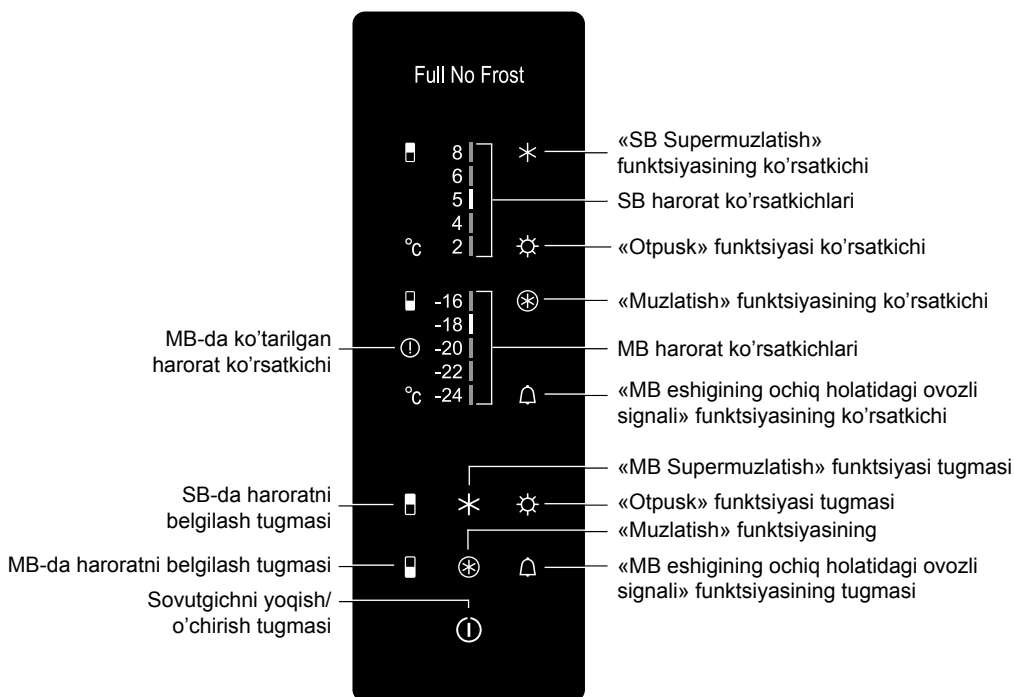 Full No Frost
8
6
5
4
°C 2
-16
-18
-20
-22
°C -24
«SB Supermuzlatish»
funktsiyasining ko’rsatkichi
SB harorat ko’rsatkichlari
«Otpusk» funktsiyasi ko’rsatkichi
«Muzlatish» funktsiyasining ko’rsatkichi
MB-da ko’tarilgan
harorat ko’rsatkichi
MB harorat ko’rsatkichlari
«MB eshigining ochiq holatidagi ovozli
signali» funktsiyasining ko’rsatkichi
«MB Supermuzlatish» funktsiyasi tugmasi
SB-da haroratni
belgilash tugmasi
«Otpusk» funktsiyasi tugmasi
«Muzlatish» funktsiyasining
MB-da haroratni belgilash tugmasi
«MB eshigining ochiq holatidagi ovozli
signali» funktsiyasining tugmasi
Sovutgichni yoqish/
o’chirish tugmasi